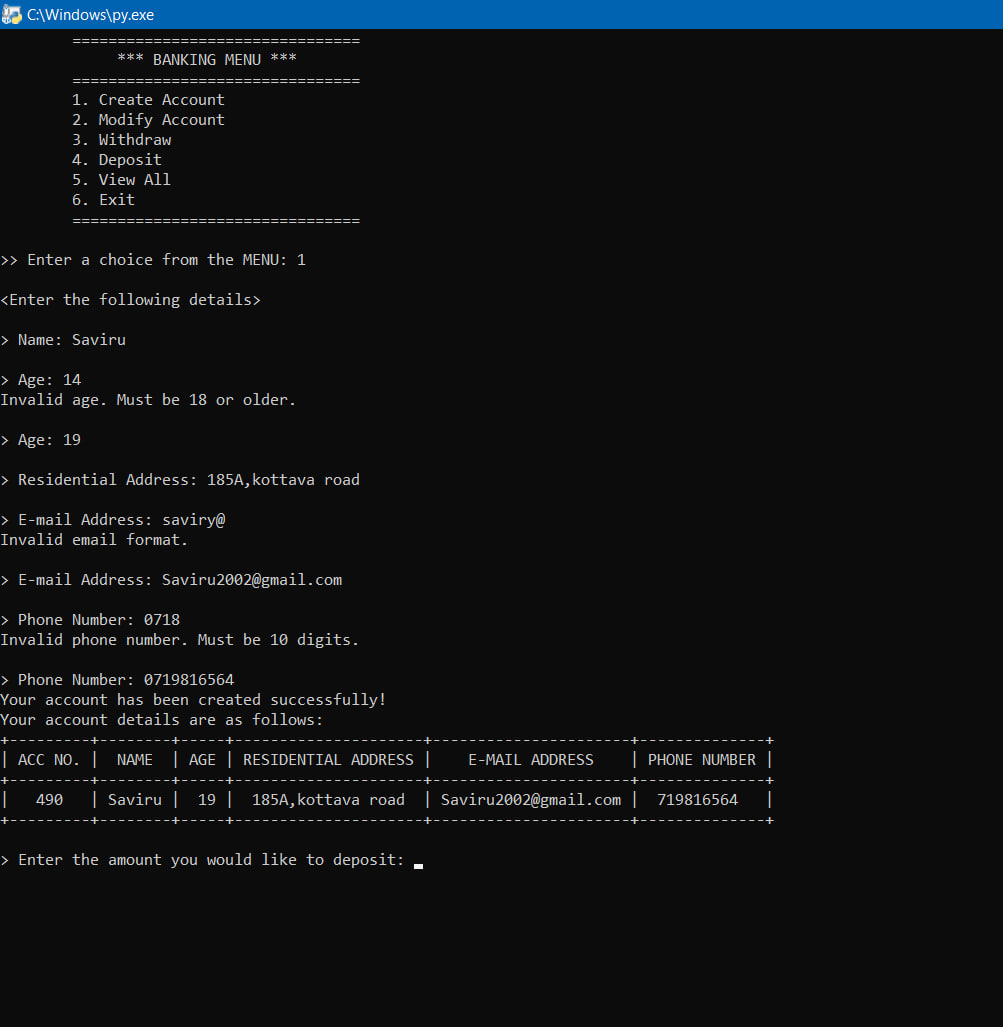 C:\Windows\py.exe
================================
*** BANKING MENU ***
================================
1. Create Account
2. Modify Account
3. Withdraw
4. Deposit
5. View All
6. Exit
================================
>> Enter a choice from the MENU: 1
<Enter the following details>
> Name: Saviru
> Age: 14
Invalid age. Must be 18 or older.
> Age: 19
> Residential Address: 185A,kottava road
> E-mail Address: saviry@
Invalid email format.
> E-mail Address: Saviru2002@gmail.com
> Phone Number: 0718
Invalid phone number. Must be 10 digits.
> Phone Number: 0719816564
Your account has been created successfully!
Your account details are as follows:
+---------+--------+-----+---------------------+----------------------+--------------+
| ACC NO. |  NAME  | AGE | RESIDENTIAL ADDRESS |    E-MAIL ADDRESS    | PHONE NUMBER |
+---------+--------+-----+---------------------+----------------------+--------------+
|   490   | Saviru |  19 |  185A,kottava road  | Saviru2002@gmail.com |  719816564   |
+---------+--------+-----+---------------------+----------------------+--------------+
> Enter the amount you would like to deposit: